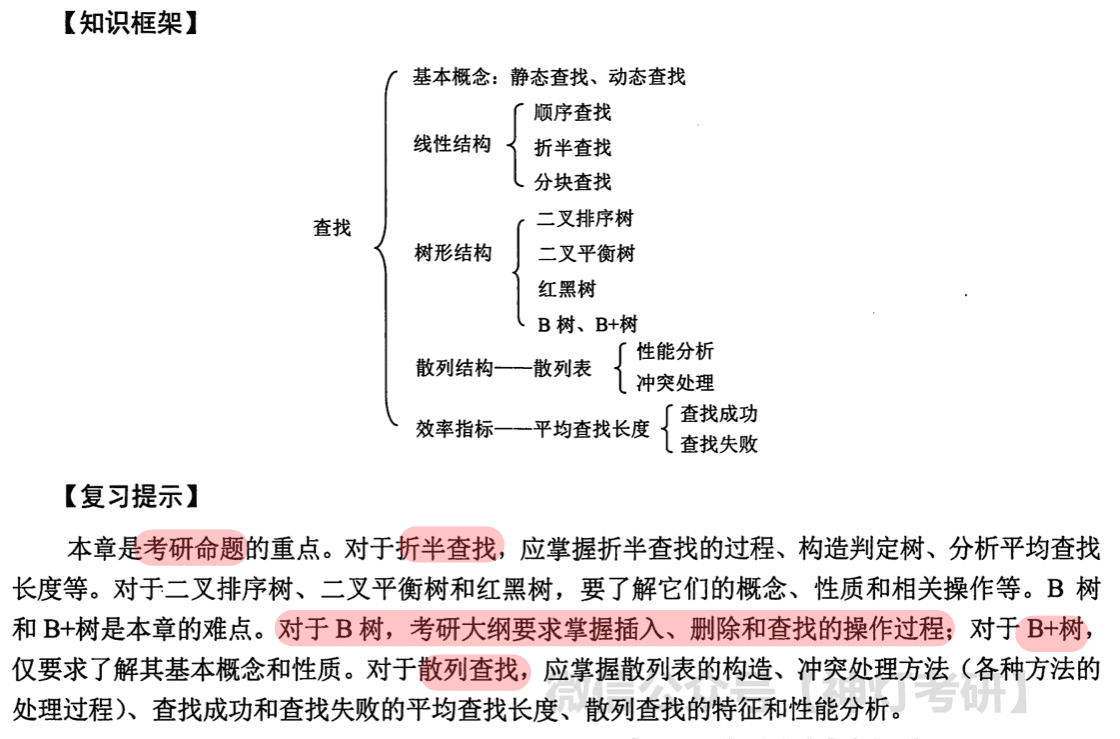 【知识框架】
基本概念：静态查找、动态查找
顺序查找
线性结构
折半查找
分块查找
二叉排序树
查找
树形结构
二叉平衡树
红黑树
B 树、B+树
性能分析
散列结构——散列表
冲突处理
查找成功
效率指标——平均查找长度
查找失败
【复习提示】
本章是考研命题的重点。对于折半查找，应掌握折半查找的过程、构造判定树、分析平均查找
长度等。对于二叉排序树、二叉平衡树和红黑树，要了解它们的概念、性质和相关操作等。B 树
和 B+树是本章的难点。对于 B 树，考研大纲要求掌握插入、删除和查找的操作过程；对于 B+树，
仅要求了解其基本概念和性质。对于散列查找，应掌握散列表的构造、冲突处理方法（各种方法的
处理过程）、查找成功和查找失败的平均查找长度、散列查找的特征和性能分析。
微信公众号【神灯考研】